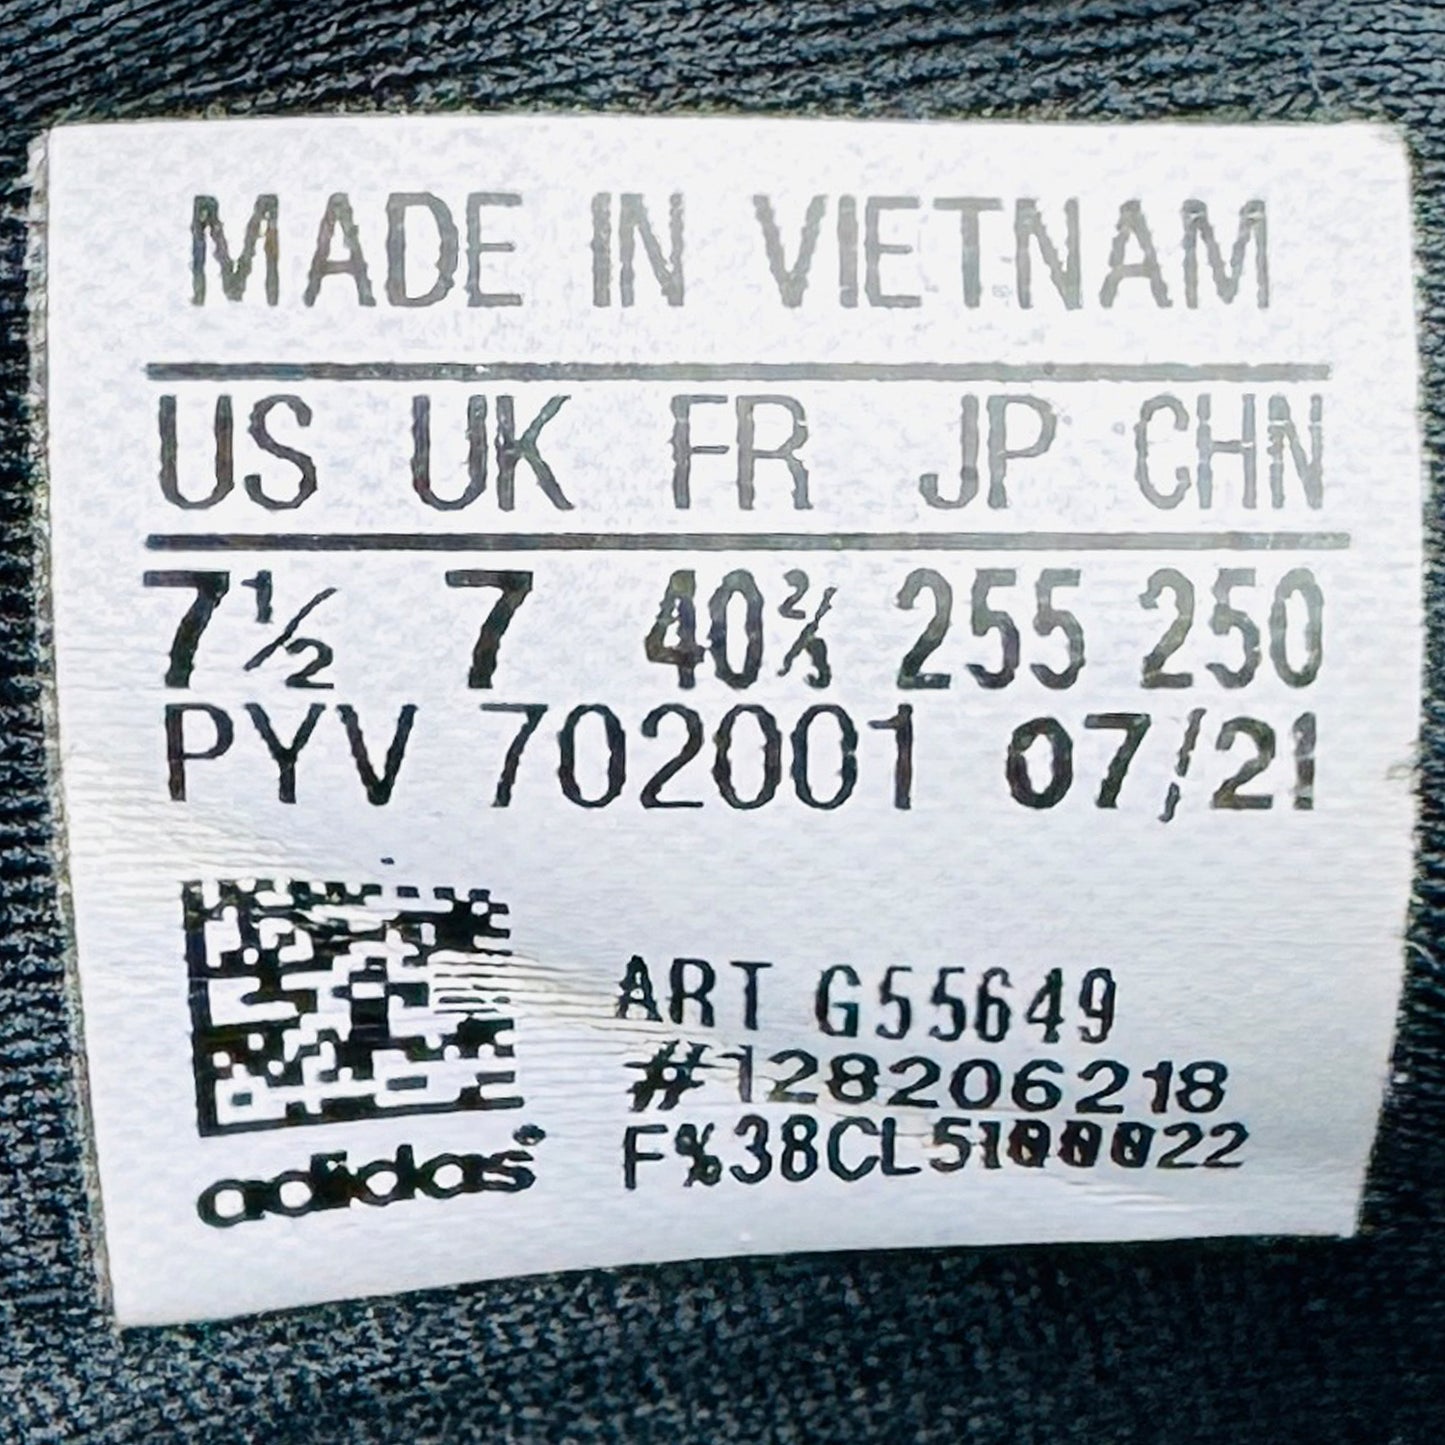 MADE IN VIETNAM
US UK FR JP CHN
7½ 7 40⅔ 255 250
PYV 702001 07/21
ART G55649
#128206218
adidas®